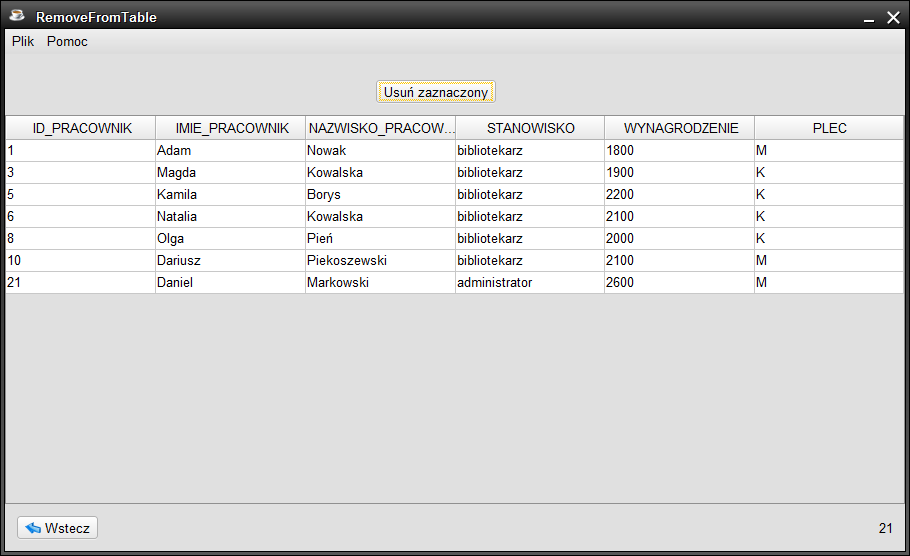 RemoveFromTable
Plik Pomoc
Usuń zaznaczony
ID_PRACOWNIK IMIE_PRACOWNIK NAZWISKO_PRACOW... STANOWISKO WYNAGRODZENIE PLEC
1 Adam Nowak bibliotekarz 1800 M
3 Magda Kowalska bibliotekarz 1900 K
5 Kamila Borys bibliotekarz 2200 K
6 Natalia Kowalska bibliotekarz 2100 K
8 Olga Pień bibliotekarz 2000 K
10 Dariusz Piekoszewski bibliotekarz 2100 M
21 Daniel Markowski administrator 2600 M
Wstecz 21